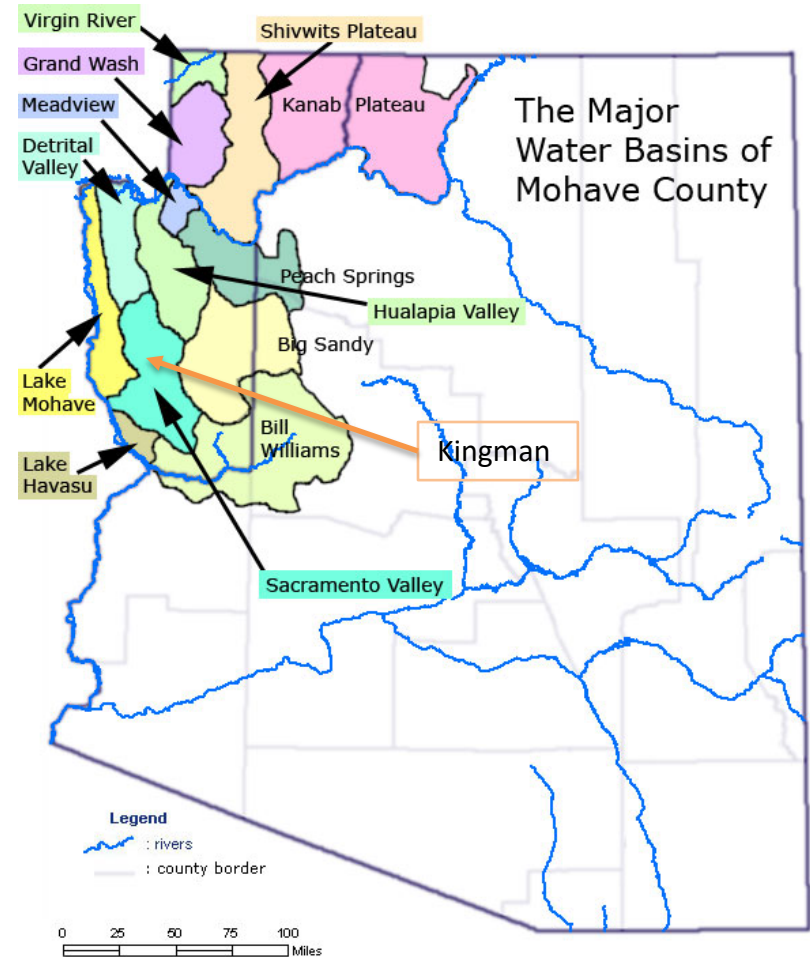 Virgin River
Shivwits Plateau
Grand Wash
Meadview
Kanab Plateau
The Major
Water Basins of
Mohave County
Detrital
Valley
Peach Springs
Hualapia Valley
Big Sandy
Lake
Mohave
Bill
Williams
Kingman
Lake
Havasu
Sacramento Valley
Legend
: rivers
: county border
0 25 50 75 100
Miles